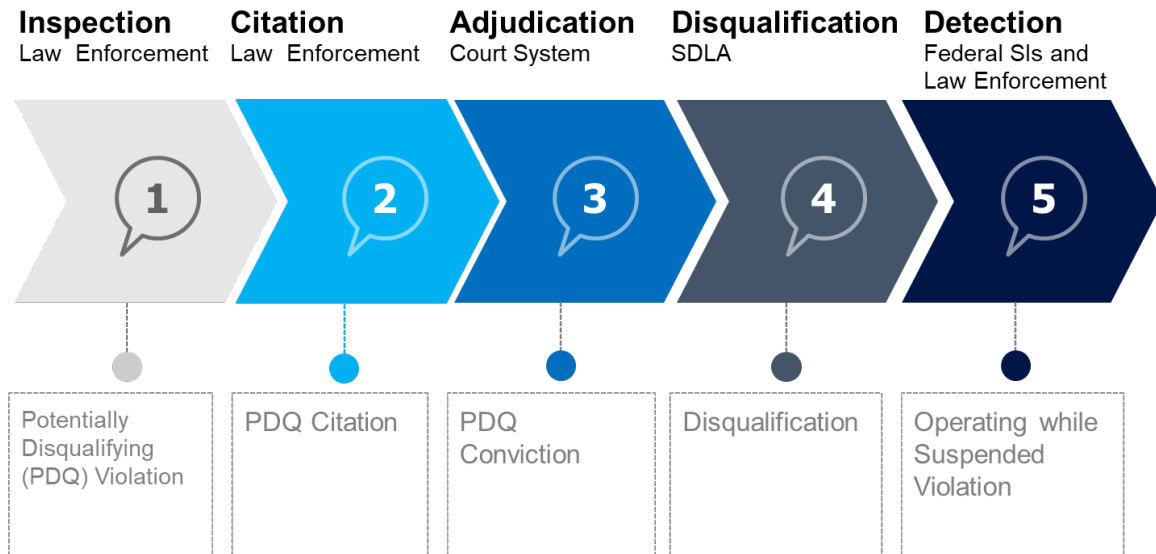 Inspection
Law Enforcement
Citation
Law Enforcement
Adjudication
Court System
Disqualification
SDLA
Detection
Federal SIs and
Law Enforcement
1
2
3
4
5
Potentially
Disqualifying
(PDQ) Violation
PDQ Citation
PDQ
Conviction
Disqualification
Operating while
Suspended
Violation